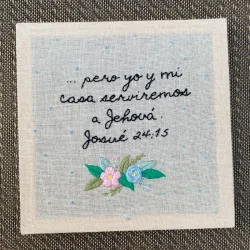 ... pero yo y mi
casa serviremos
a Jehová.
Josué 24:15